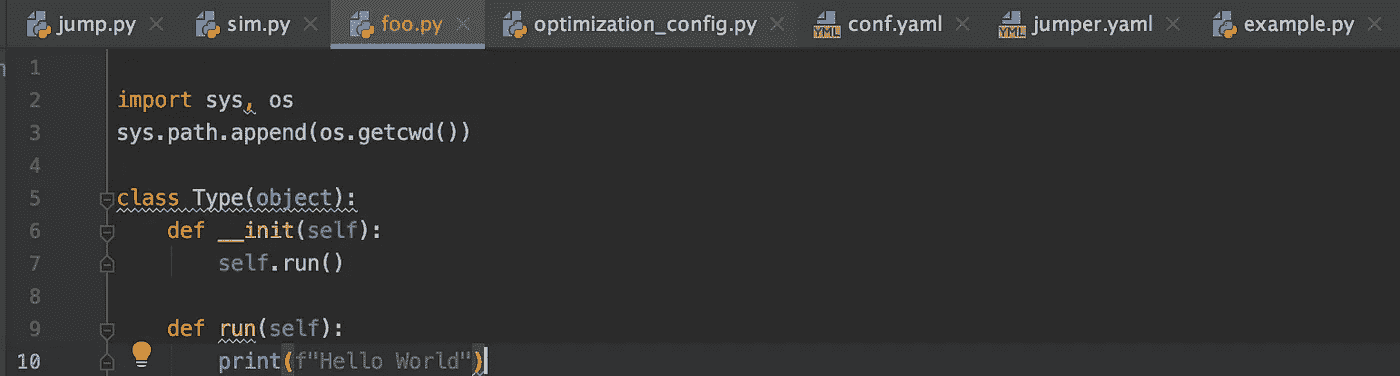 jump.py sim.py foo.py optimization_config.py conf.yaml jumper.yaml example.py
YML YML
1
2 import sys, os
3 sys.path.append(os.getcwd())
4
5 class Type(object):
6     def __init(self):
7         self.run()
8
9     def run(self):
10         print(f"Hello World")